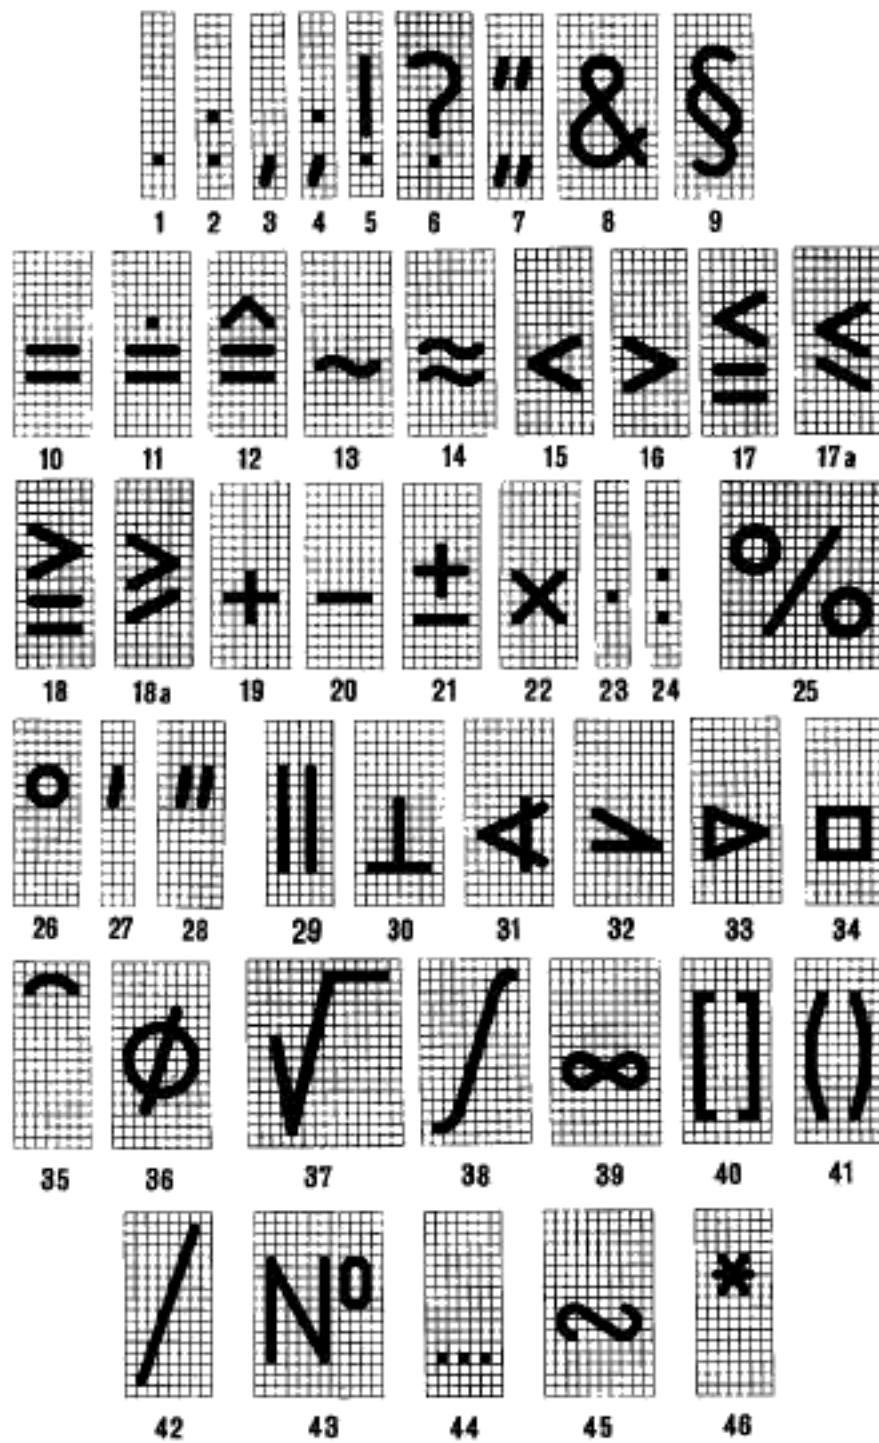 . : , ; ! ? " " & §
1 2 3 4 5 6 7 8 9
= ≐ ≙ ~ ≈ < > ≦ ⩽
10 11 12 13 14 15 16 17 17a
≧ ⩾ + − ± × · : %
18 18a 19 20 21 22 23 24 25
° ′ ″ || ⊥ ∢ ⦣ ▷ □
26 27 28 29 30 31 32 33 34
⌒ ø √ ∫ ∞ [ ] ( )
35 36 37 38 39 40 41
/ № ... ∾ *
42 43 44 45 46